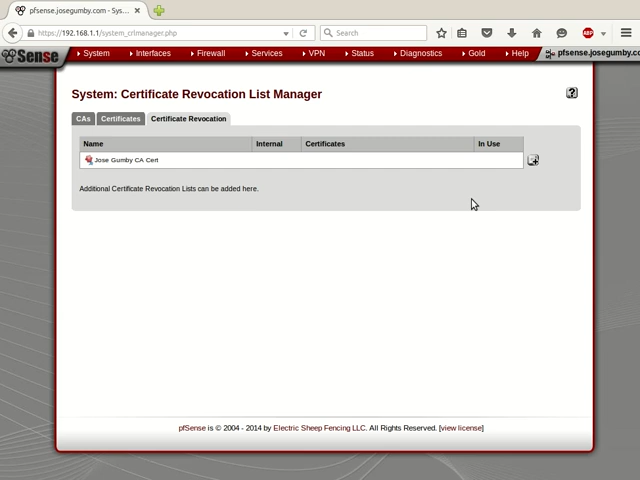 pfsense.josegumby.com - Sys...
https://192.168.1.1/system_crlmanager.php
Search
ABP
Sense
System
Interfaces
Firewall
Services
VPN
Status
Diagnostics
Gold
Help
pfsense.josegumby.co
System: Certificate Revocation List Manager
?
CAs
Certificates
Certificate Revocation
Name
Internal
Certificates
In Use
Jose Gumby CA Cert
Additional Certificate Revocation Lists can be added here.
pfSense is © 2004 - 2014 by Electric Sheep Fencing LLC. All Rights Reserved. [view license]